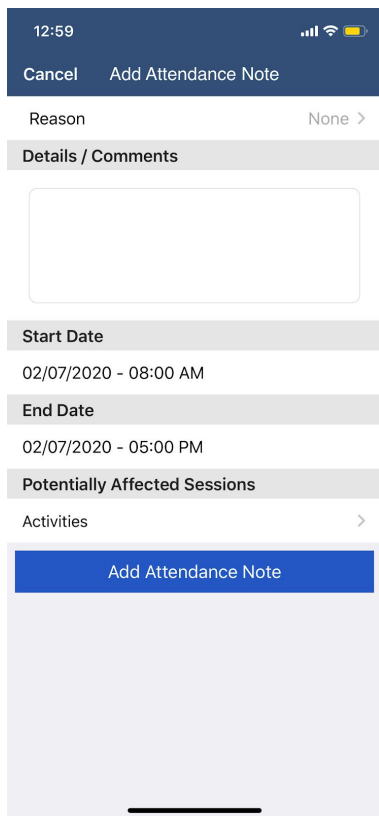 12:59
Cancel Add Attendance Note
Reason None
Details / Comments
Start Date
02/07/2020 - 08:00 AM
End Date
02/07/2020 - 05:00 PM
Potentially Affected Sessions
Activities
Add Attendance Note